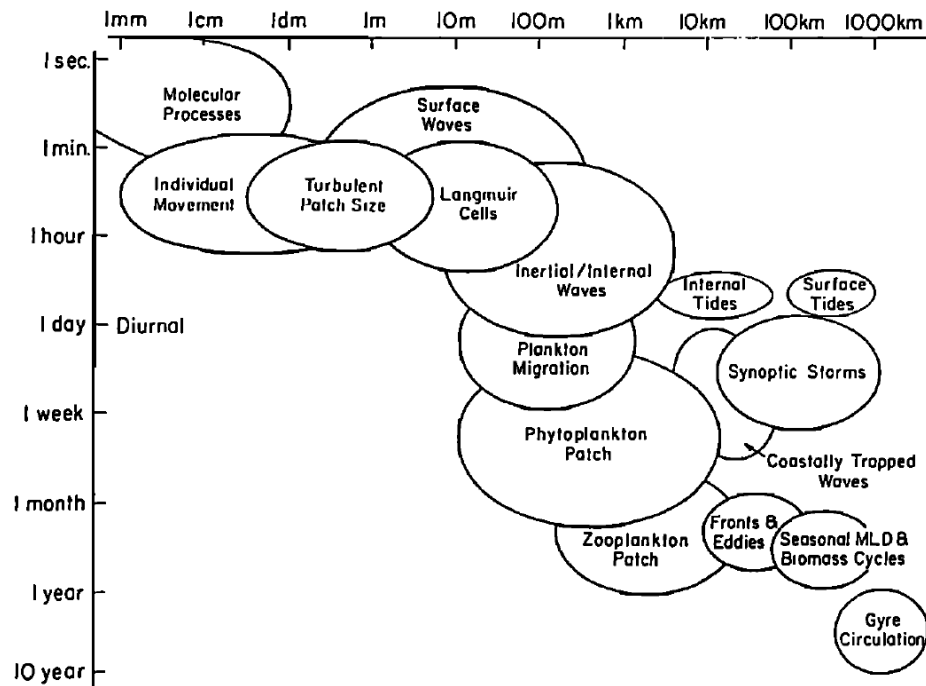 1mm 1cm 1dm 1m 10m 100m 1km 10km 100km 1000km
1 sec.
Molecular
Processes
Surface
Waves
1 min.
Individual
Movement
Turbulent
Patch Size
Langmuir
Cells
1 hour
Inertial/Internal
Waves
Internal
Tides
Surface
Tides
1 day
Diurnal
Plankton
Migration
Synoptic Storms
1 week
Phytoplankton
Patch
Coastally Trapped
Waves
1 month
Zooplankton
Patch
Fronts &
Eddies
Seasonal MLD &
Biomass Cycles
1 year
Gyre
Circulation
10 year